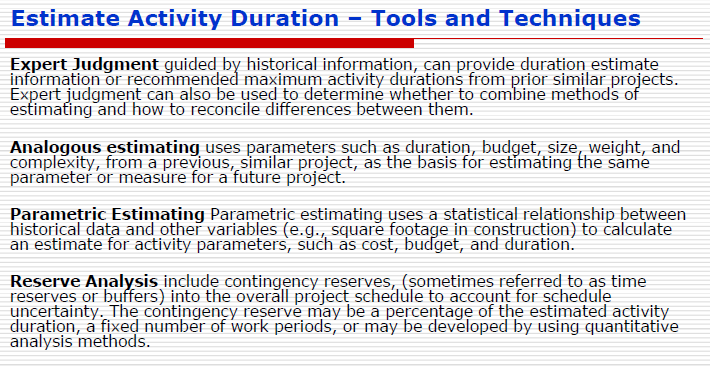 Estimate Activity Duration – Tools and Techniques
Expert Judgment guided by historical information, can provide duration estimate
information or recommended maximum activity durations from prior similar projects.
Expert judgment can also be used to determine whether to combine methods of
estimating and how to reconcile differences between them.
Analogous estimating uses parameters such as duration, budget, size, weight, and
complexity, from a previous, similar project, as the basis for estimating the same
parameter or measure for a future project.
Parametric Estimating Parametric estimating uses a statistical relationship between
historical data and other variables (e.g., square footage in construction) to calculate
an estimate for activity parameters, such as cost, budget, and duration.
Reserve Analysis include contingency reserves, (sometimes referred to as time
reserves or buffers) into the overall project schedule to account for schedule
uncertainty. The contingency reserve may be a percentage of the estimated activity
duration, a fixed number of work periods, or may be developed by using quantitative
analysis methods.